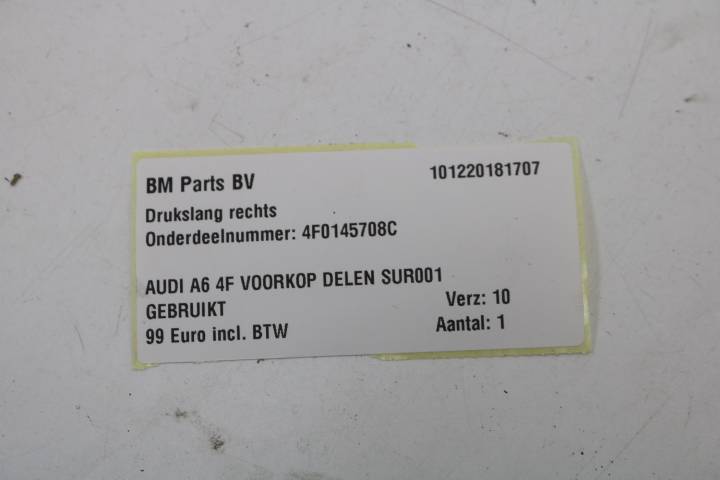 BM Parts BV 101220181707
Drukslang rechts
Onderdeelnummer: 4F0145708C
AUDI A6 4F VOORKOP DELEN SUR001
GEBRUIKT Verz: 10
99 Euro incl. BTW Aantal: 1